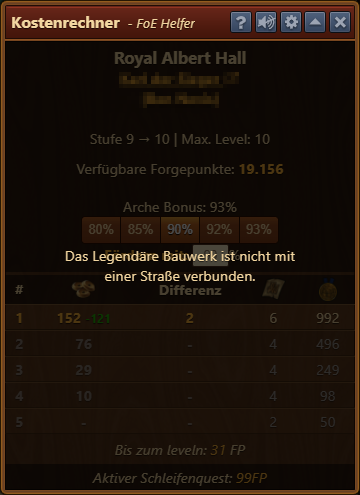 Kostenrechner - FoE Helfer
Royal Albert Hall
Stufe 9 → 10 | Max. Level: 10
Verfügbare Forgepunkte: 19.156
Arche Bonus: 93%
80% 85% 90% 92% 93%
Das Legendäre Bauwerk ist nicht mit
einer Straße verbunden.
# Differenz
1 152 -121 2 6 992
2 76 - 4 496
3 29 - 4 249
4 10 - 4 98
5 - - 2 50
Bis zum leveln: 31 FP
Aktiver Schleifenquest: 99FP